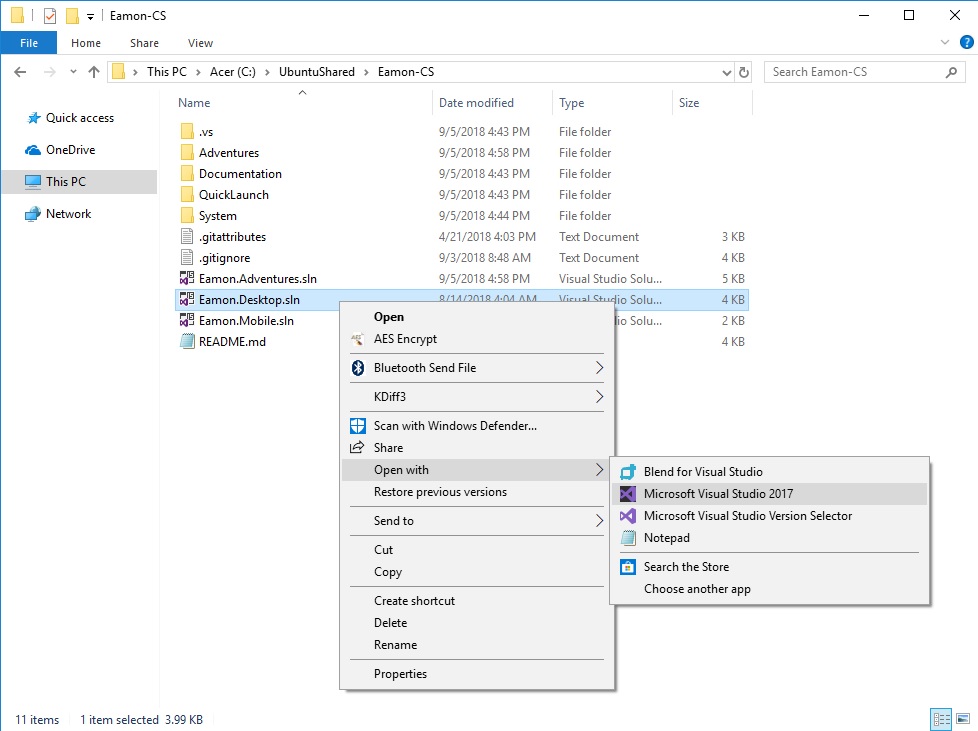 Eamon-CS
File Home Share View
This PC Acer (C:) UbuntuShared Eamon-CS Search Eamon-CS
Name Date modified Type Size
Quick access
OneDrive
This PC
Network
.vs 9/5/2018 4:43 PM File folder
Adventures 9/5/2018 4:58 PM File folder
Documentation 9/5/2018 4:43 PM File folder
QuickLaunch 9/5/2018 4:43 PM File folder
System 9/5/2018 4:44 PM File folder
.gitattributes 4/21/2018 4:03 PM Text Document 3 KB
.gitignore 9/3/2018 8:48 AM Text Document 4 KB
Eamon.Adventures.sln 9/5/2018 4:58 PM Visual Studio Solu... 5 KB
Eamon.Desktop.sln 8/14/2018 4:04 AM Visual Studio Solu... 4 KB
Eamon.Mobile.sln io Solu... 2 KB
README.md 4 KB
Open
AES Encrypt
Bluetooth Send File
KDiff3
Scan with Windows Defender...
Share
Open with
Restore previous versions
Send to
Cut
Copy
Create shortcut
Delete
Rename
Properties
Blend for Visual Studio
Microsoft Visual Studio 2017
Microsoft Visual Studio Version Selector
Notepad
Search the Store
Choose another app
11 items 1 item selected 3.99 KB